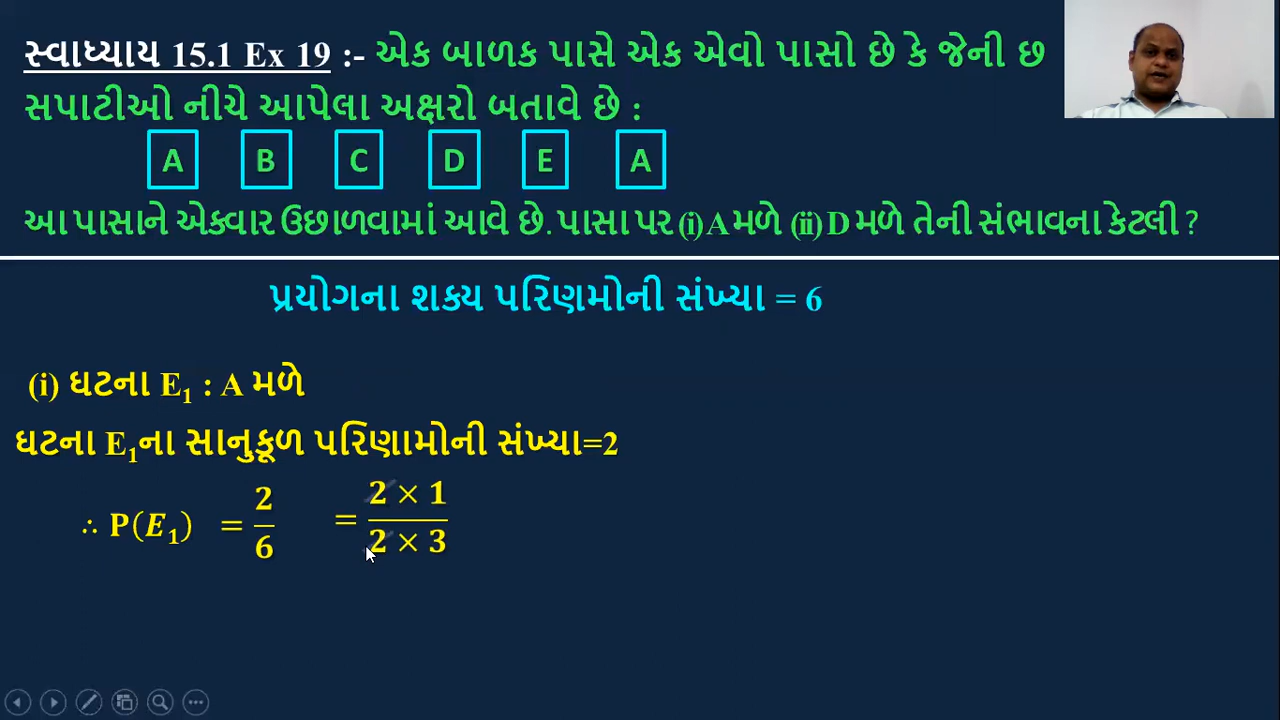 સ્વાધ્યાય 15.1 Ex 19 :- એક બાળક પાસે એક એવો પાસો છે કે જેની છ
સપાટીઓ નીચે આપેલા અક્ષરો બતાવે છે :
A B C D E A
આ પાસાને એકવાર ઉછાળવામાં આવે છે. પાસા પર (i) A મળે (ii) D મળે તેની સંભાવના કેટલી ?
પ્રયોગના શક્ય પરિણમોની સંખ્યા = 6
(i) ઘટના E₁ : A મળે
ઘટના E₁ના સાનુકૂળ પરિણામોની સંખ્યા=2
∴ P(E₁) = 2/6 = (2 × 1)/(2 × 3)